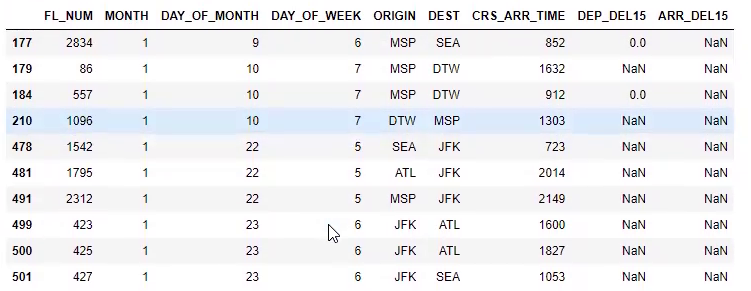 FL_NUM MONTH DAY_OF_MONTH DAY_OF_WEEK ORIGIN DEST CRS_ARR_TIME DEP_DEL15 ARR_DEL15
177 2834 1 9 6 MSP SEA 852 0.0 NaN
179 86 1 10 7 MSP DTW 1632 NaN NaN
184 557 1 10 7 MSP DTW 912 0.0 NaN
210 1096 1 10 7 DTW MSP 1303 NaN NaN
478 1542 1 22 5 SEA JFK 723 NaN NaN
481 1795 1 22 5 ATL JFK 2014 NaN NaN
491 2312 1 22 5 MSP JFK 2149 NaN NaN
499 423 1 23 6 JFK ATL 1600 NaN NaN
500 425 1 23 6 JFK ATL 1827 NaN NaN
501 427 1 23 6 JFK SEA 1053 NaN NaN